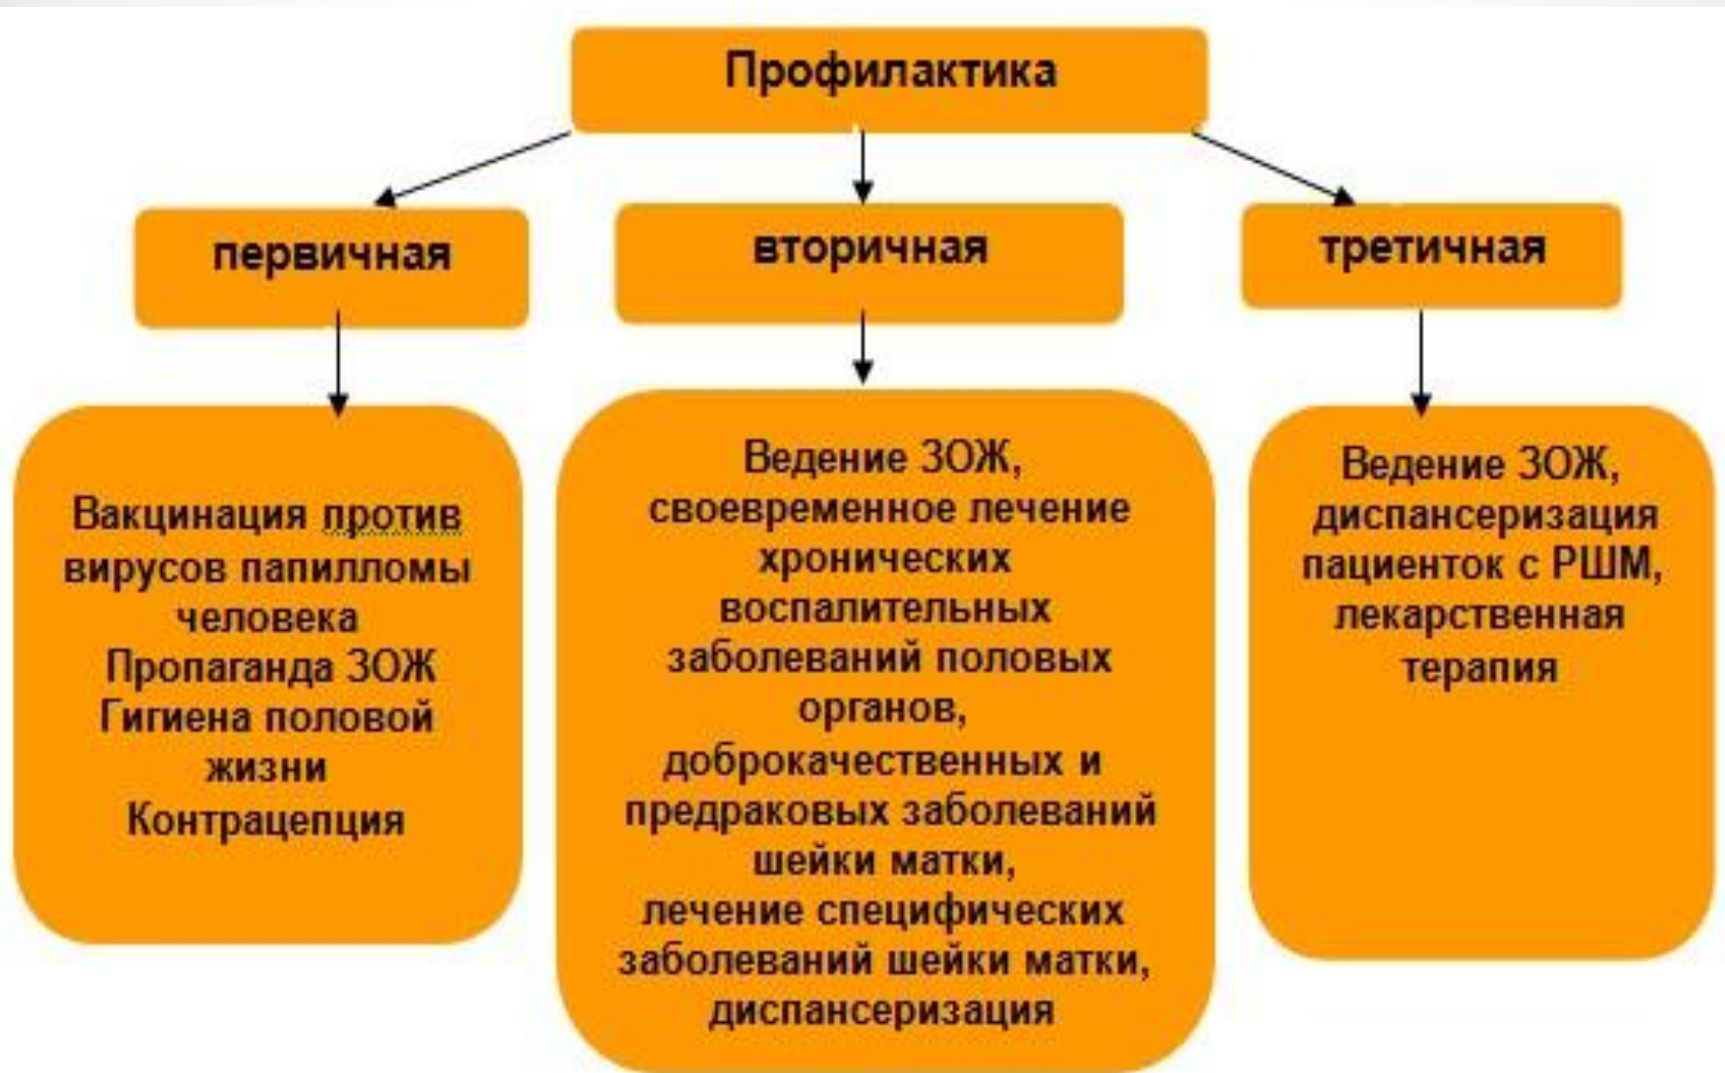 Профилактика
первичная
вторичная
третичная
Вакцинация против
вирусов папилломы
человека
Пропаганда ЗОЖ
Гигиена половой
жизни
Контрацепция
Ведение ЗОЖ,
своевременное лечение
хронических
воспалительных
заболеваний половых
органов,
доброкачественных и
предраковых заболеваний
шейки матки,
лечение специфических
заболеваний шейки матки,
диспансеризация
Ведение ЗОЖ,
диспансеризация
пациенток с РШМ,
лекарственная
терапия